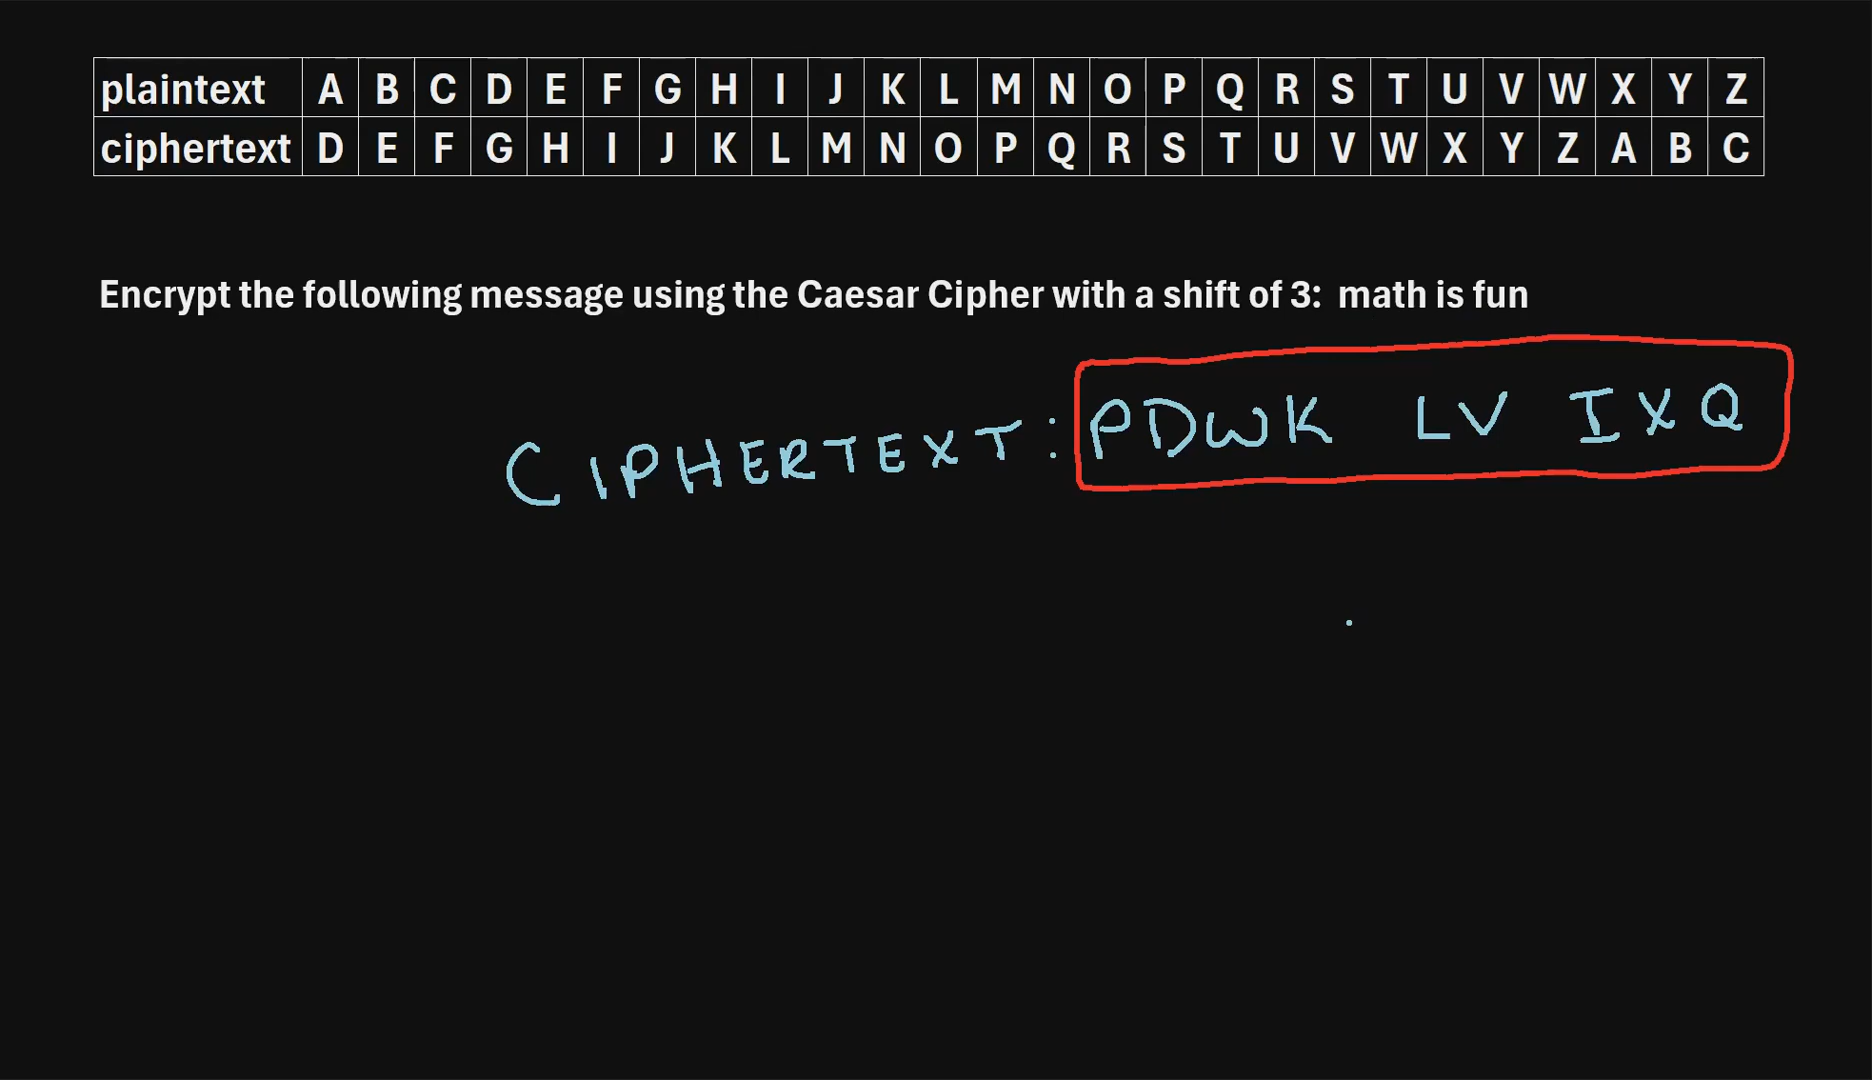 plaintext A B C D E F G H I J K L M N O P Q R S T U V W X Y Z
ciphertext D E F G H I J K L M N O P Q R S T U V W X Y Z A B C
Encrypt the following message using the Caesar Cipher with a shift of 3: math is fun
CIPHERTEXT: PDWK LV IXQ